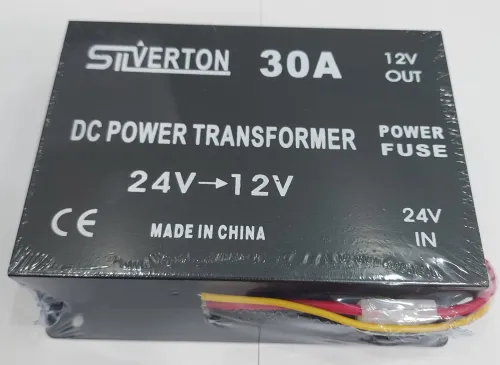 SILVERTON 30A 12V
OUT
DC POWER TRANSFORMER POWER
FUSE
24V→12V
24V
IN
CE MADE IN CHINA